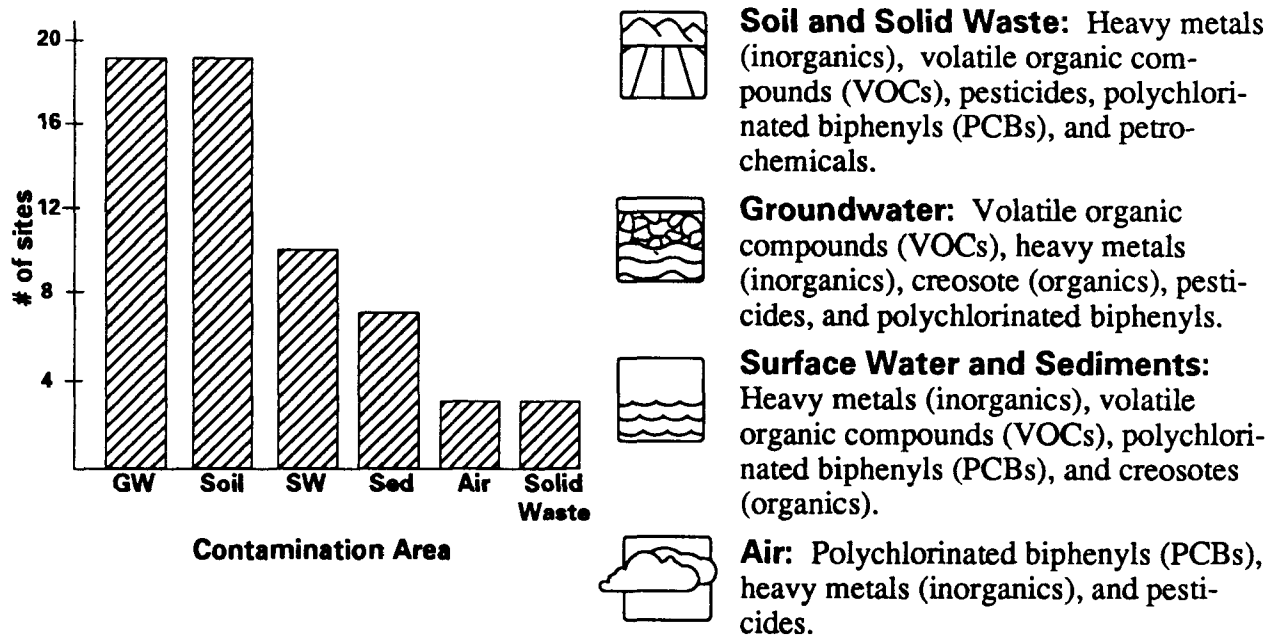 20
16
12
8
4
# of sites
GW Soil SW Sed Air Solid
Waste
Contamination Area
Soil and Solid Waste: Heavy metals
(inorganics), volatile organic com-
pounds (VOCs), pesticides, polychlori-
nated biphenyls (PCBs), and petro-
chemicals.
Groundwater: Volatile organic
compounds (VOCs), heavy metals
(inorganics), creosote (organics), pesti-
cides, and polychlorinated biphenyls.
Surface Water and Sediments:
Heavy metals (inorganics), volatile
organic compounds (VOCs), polychlori-
nated biphenyls (PCBs), and creosotes
(organics).
Air: Polychlorinated biphenyls (PCBs),
heavy metals (inorganics), and pesti-
cides.